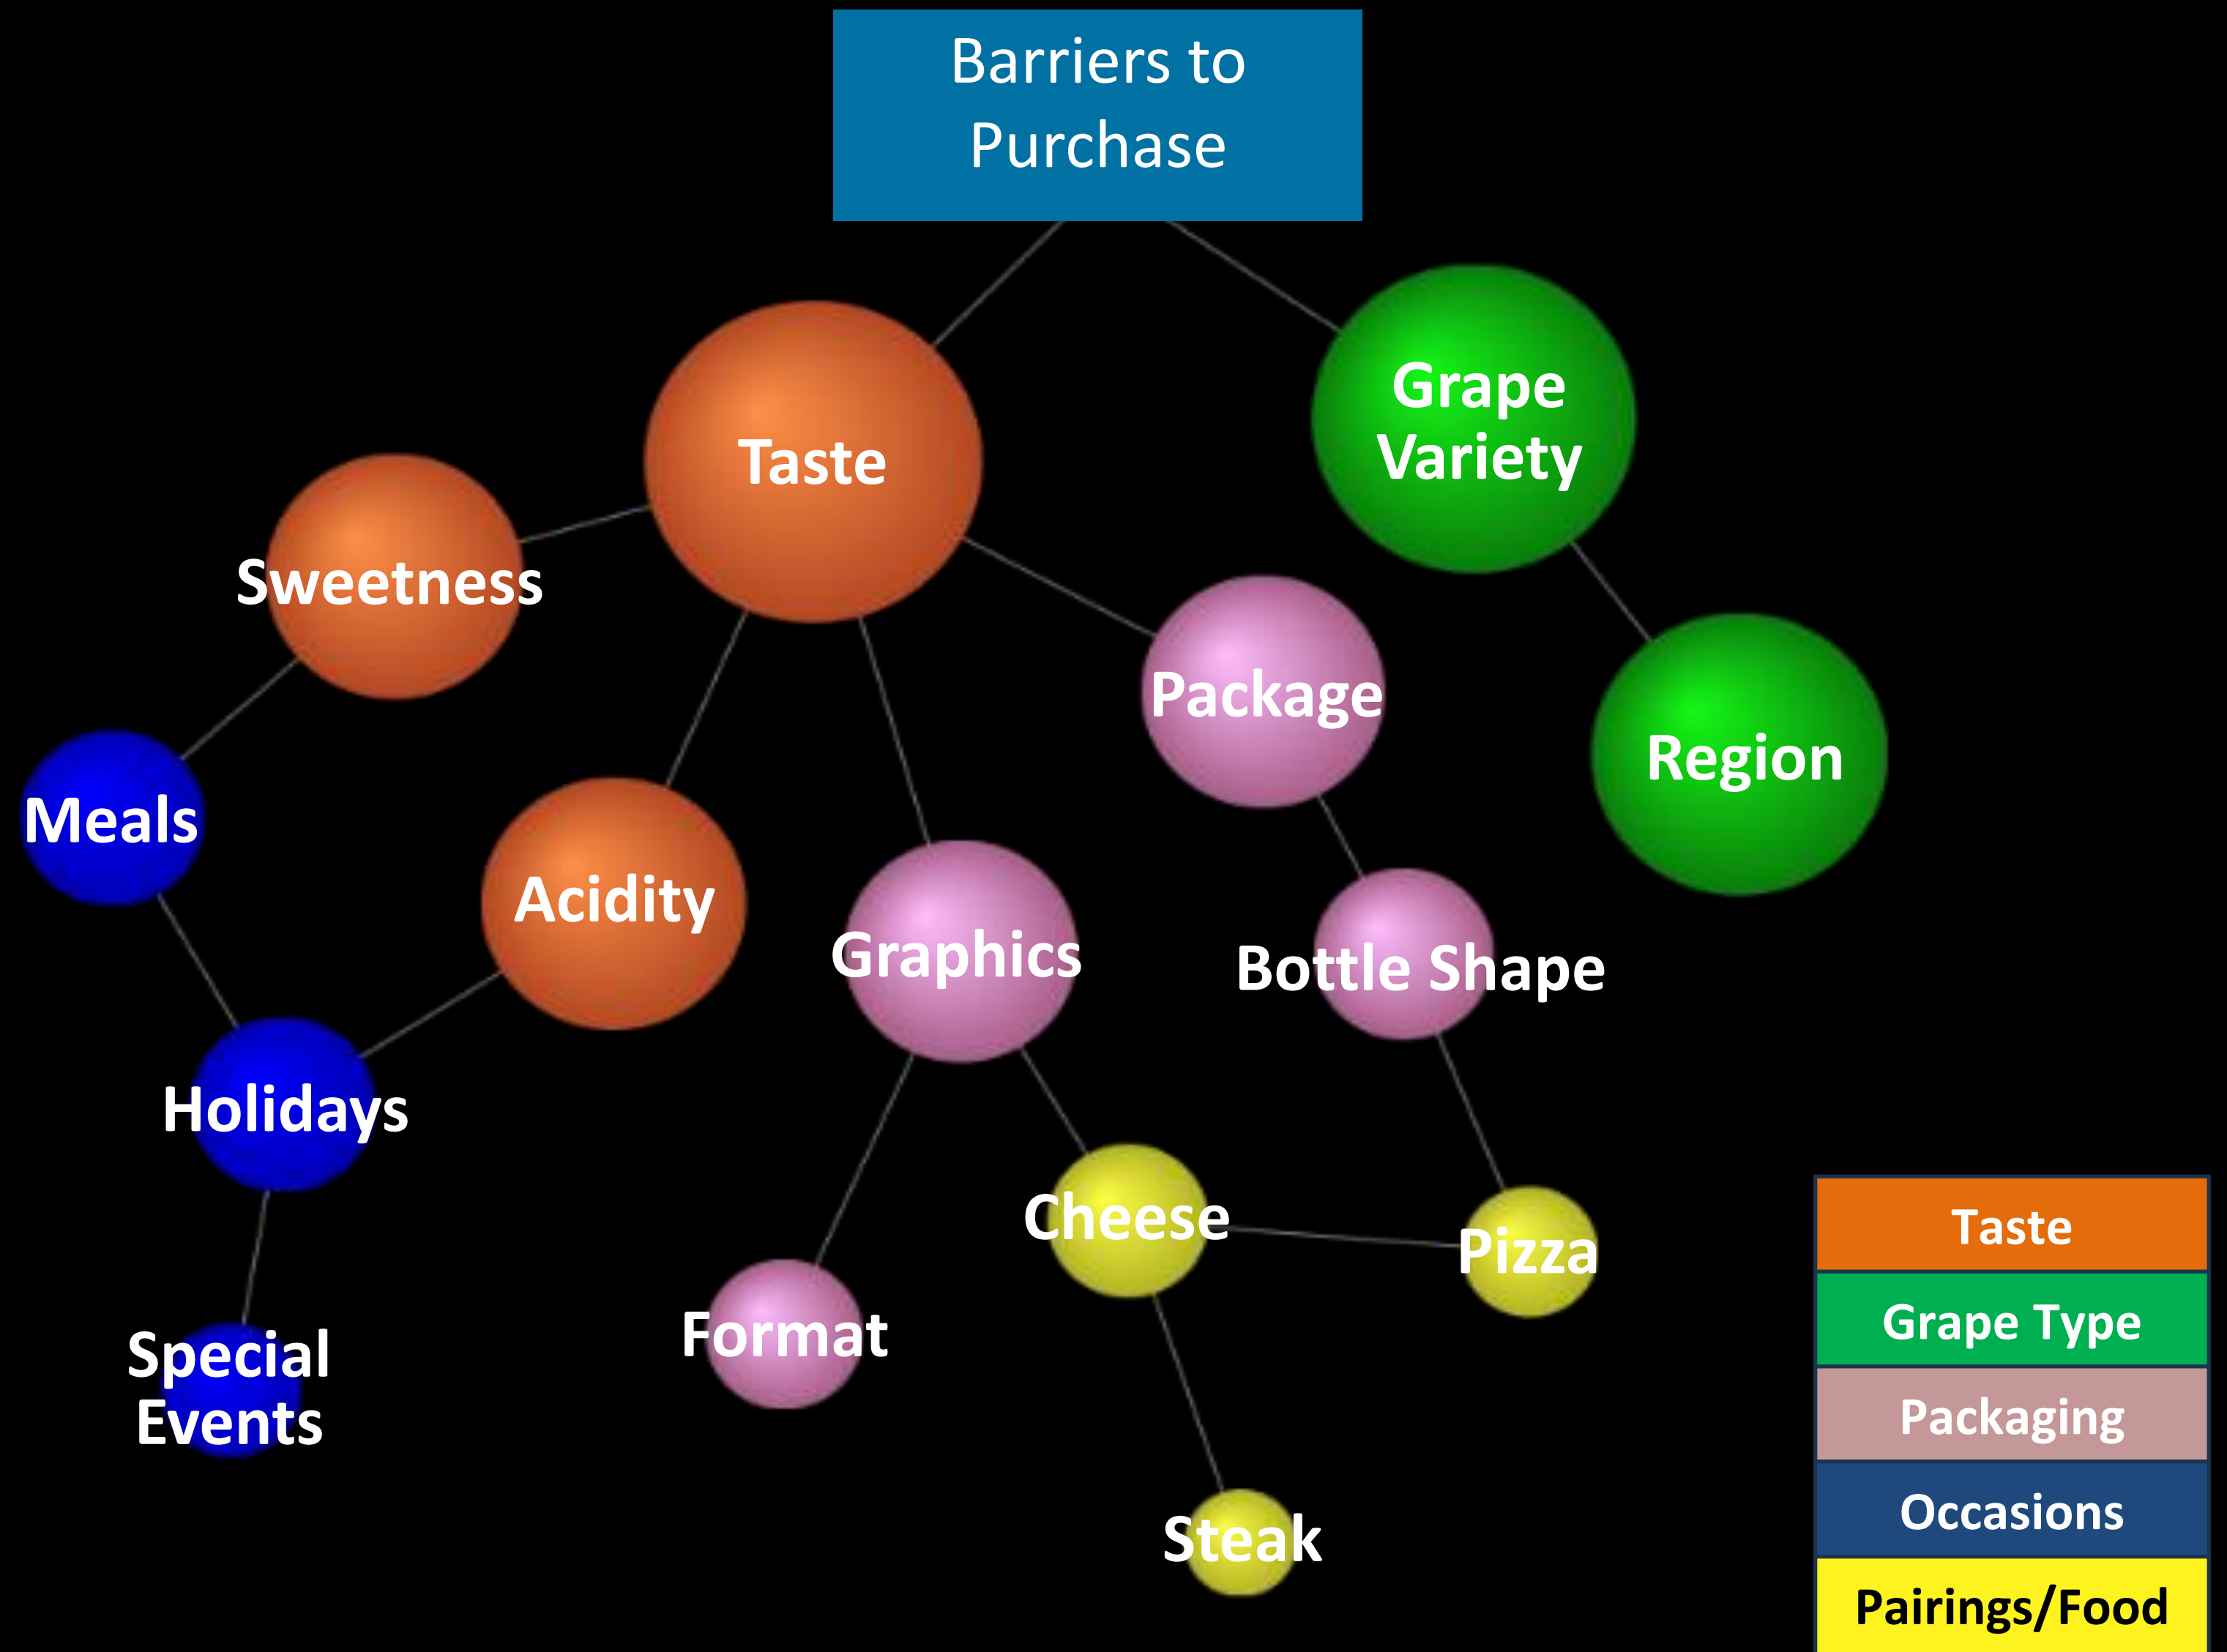 Barriers to
Purchase
Grape
Variety
Taste
Sweetness
Package
Region
Meals
Acidity
Graphics
Bottle Shape
Holidays
Cheese
Pizza
Format
Special
Events
Steak
Taste
Grape Type
Packaging
Occasions
Pairings/Food